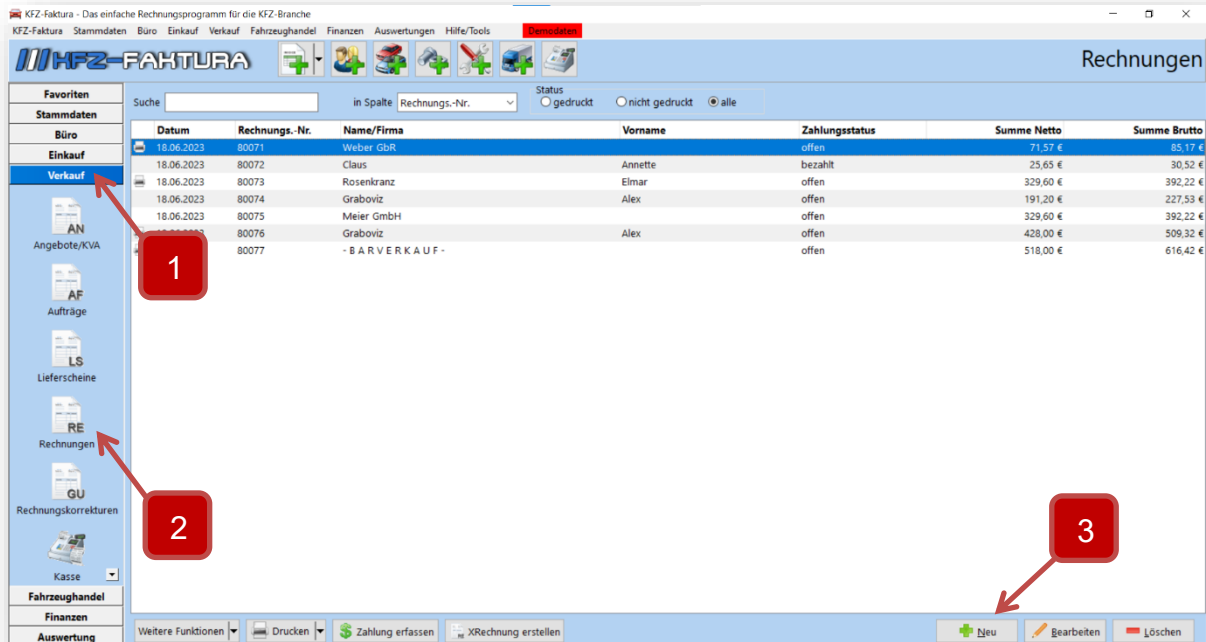 KFZ-Faktura - Das einfache Rechnungsprogramm für die KFZ-Branche
KFZ-Faktura Stammdaten Büro Einkauf Verkauf Fahrzeughandel Finanzen Auswertungen Hilfe/Tools Demodaten
KFZ-FAKTURA Rechnungen
Favoriten
Stammdaten
Büro
Einkauf
Verkauf
AN
Angebote/KVA
AF
Aufträge
LS
Lieferscheine
RE
Rechnungen
GU
Rechnungskorrekturen
Kasse
Fahrzeughandel
Finanzen
Auswertung
Suche in Spalte Rechnungs.-Nr. Status gedruckt nicht gedruckt alle
Datum Rechnungs.-Nr. Name/Firma Vorname Zahlungsstatus Summe Netto Summe Brutto
18.06.2023 80071 Weber GbR offen 71,57 € 85,17 €
18.06.2023 80072 Claus Annette bezahlt 25,65 € 30,52 €
18.06.2023 80073 Rosenkranz Elmar offen 329,60 € 392,22 €
18.06.2023 80074 Graboviz Alex offen 191,20 € 227,53 €
18.06.2023 80075 Meier GmbH offen 329,60 € 392,22 €
80076 Graboviz Alex offen 428,00 € 509,32 €
80077 - B A R V E R K A U F - offen 518,00 € 616,42 €
1
2
3
Weitere Funktionen Drucken Zahlung erfassen XRechnung erstellen Neu Bearbeiten Löschen